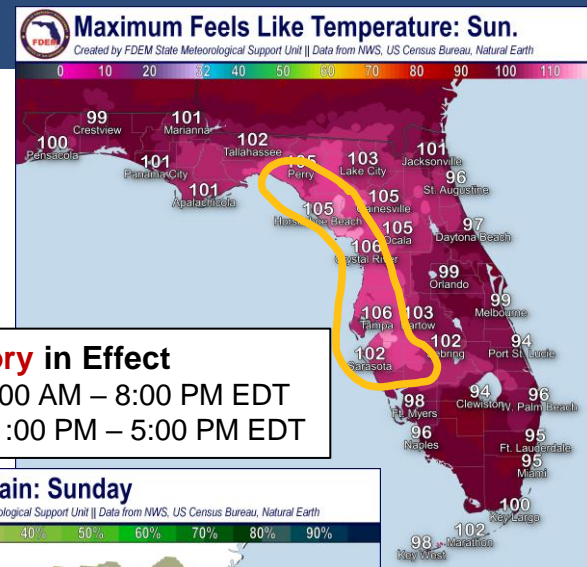 FDEM
Maximum Feels Like Temperature: Sun.
Created by FDEM State Meteorological Support Unit || Data from NWS, US Census Bureau, Natural Earth
0 10 20 32 40 50 60 70 80 90 100 110
99
Crestview
101
Marianna
100
Pensacola
102
Tallahassee
101
Panama City
101
Apalachicola
105
Perry
103
Lake City
101
Jacksonville
96
St. Augustine
105
Gainesville
105
Horseshoe Beach
105
Ocala
97
Daytona Beach
106
Crystal River
99
Orlando
99
Melbourne
106
Tampa
103
Bartow
102
Sebring
94
Port St. Lucie
102
Sarasota
98
Ft. Myers
94
Clewiston
96
W. Palm Beach
96
Naples
95
Ft. Lauderdale
95
Miami
100
Key Largo
102
Marathon
98
Key West
ory in Effect
:00 AM – 8:00 PM EDT
1:00 PM – 5:00 PM EDT
ain: Sunday
ological Support Unit || Data from NWS, US Census Bureau, Natural Earth
40% 50% 60% 70% 80% 90%